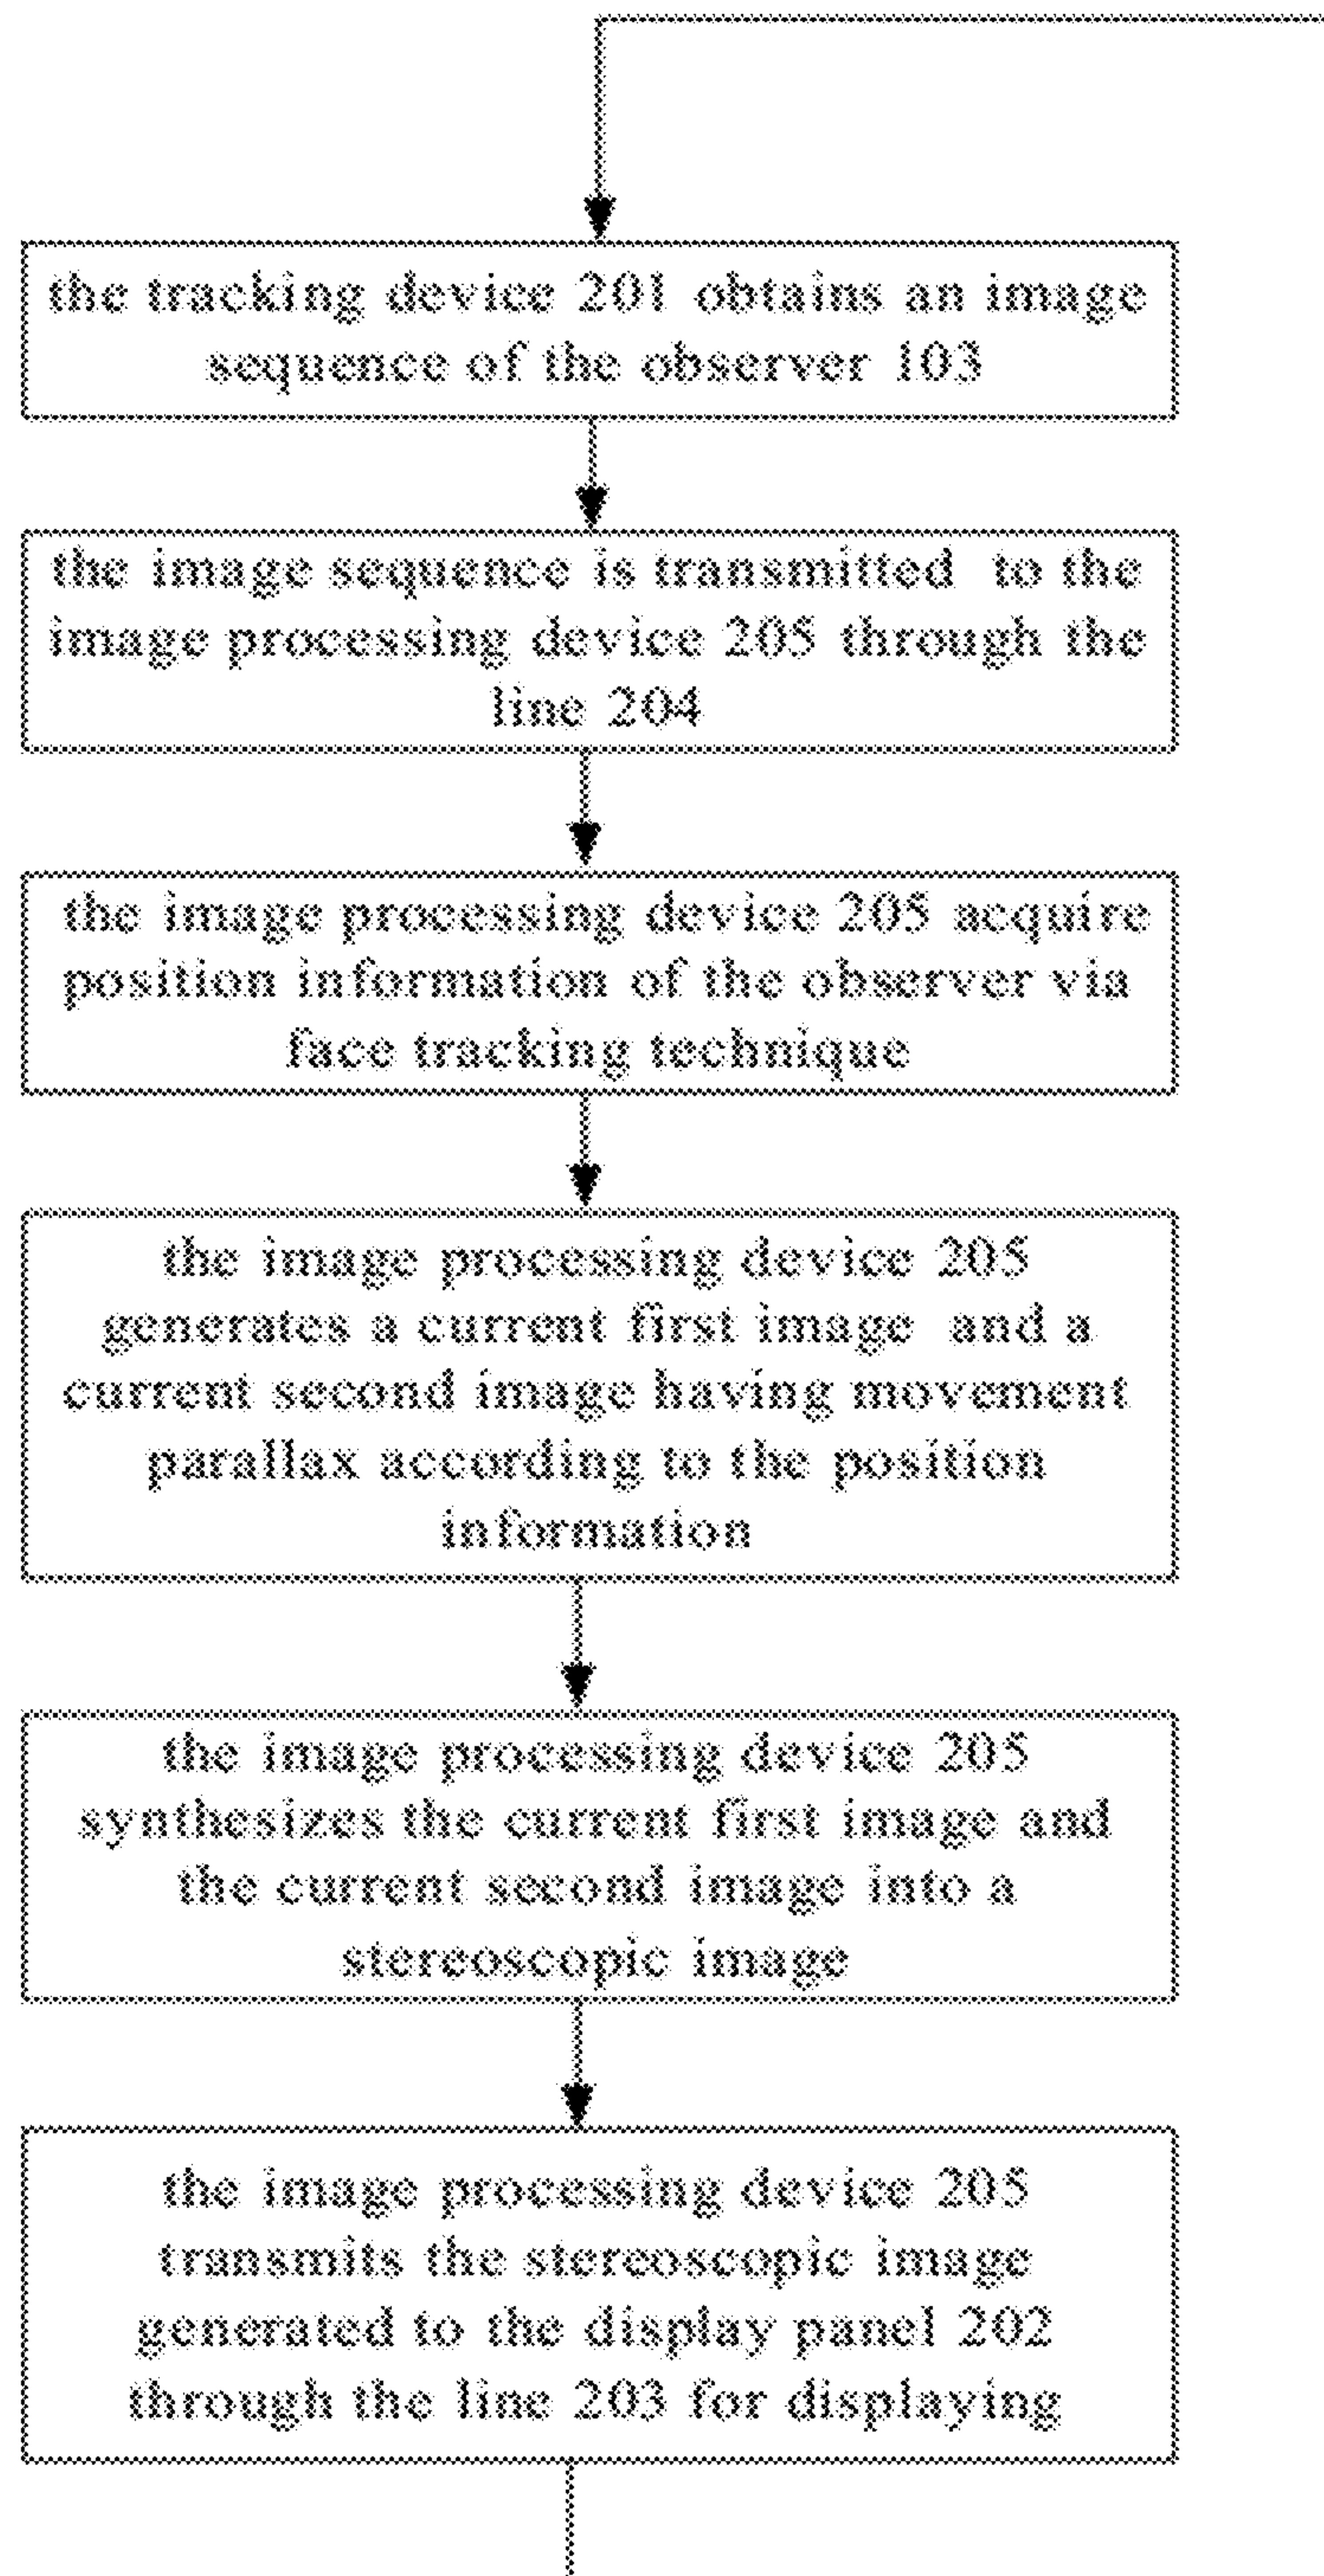 the tracking device 201 obtains an image
sequence of the observer 103
the image sequence is transmitted to the
image processing device 205 through the
line 204
the image processing device 205 acquire
position information of the observer via
face tracking technique
the image processing device 205
generates a current first image and a
current second image having movement
parallax according to the position
information
the image processing device 205
synthesizes the current first image and
the current second image into a
stereoscopic image
the image processing device 205
transmits the stereoscopic image
generated to the display panel 202
through the line 203 for displaying